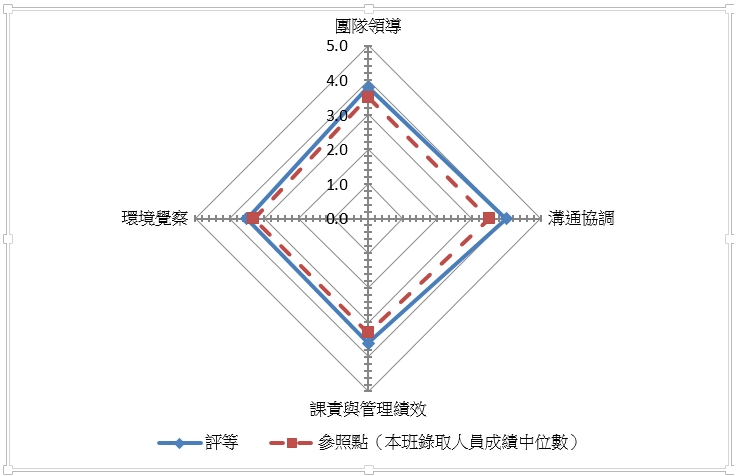 團隊領導
5.0
4.0
3.0
2.0
1.0
0.0
環境覺察
溝通協調
課責與管理績效
評等
參照點（本班錄取人員成績中位數）